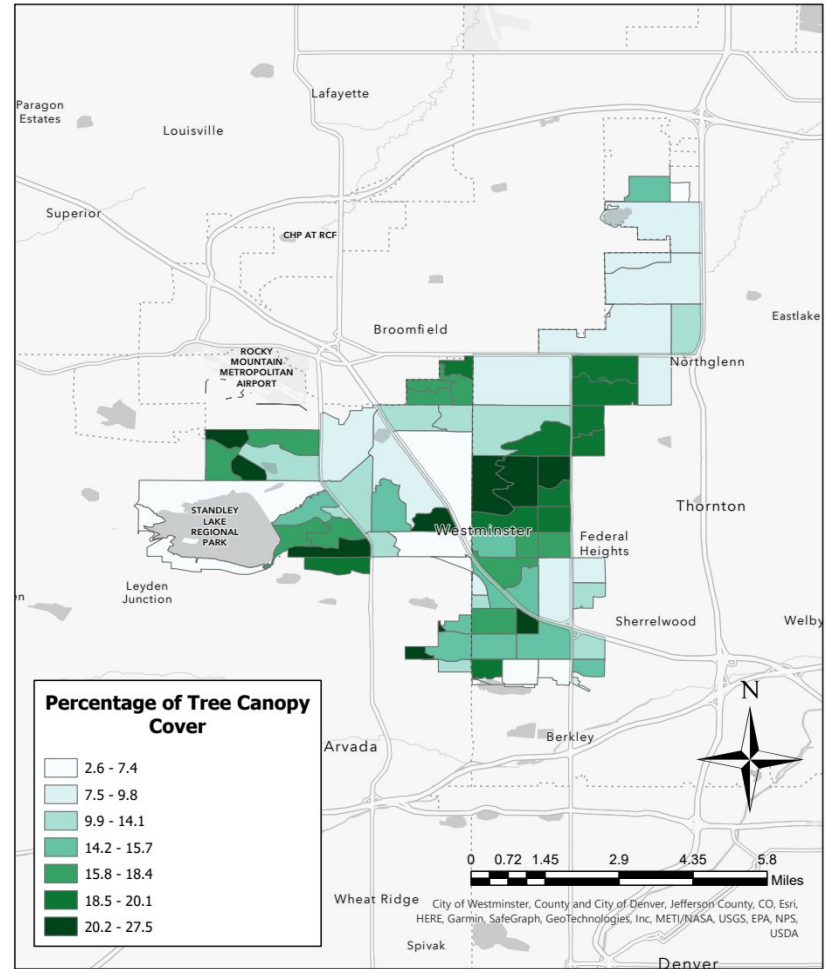 Lafayette
Paragon
Estates
Louisville
Superior
CHP AT RCF
Eastlake
Broomfield
ROCKY
MOUNTAIN
METROPOLITAN
AIRPORT
Northglenn
STANDLEY
LAKE
REGIONAL
PARK
Thornton
Westminster
Federal
Heights
Leyden
Junction
en
Sherrelwood
Welby
Percentage of Tree Canopy
Cover
2.6 - 7.4
7.5 - 9.8
9.9 - 14.1
14.2 - 15.7
15.8 - 18.4
18.5 - 20.1
20.2 - 27.5
N
Arvada
Berkley
0 0.72 1.45 2.9 4.35 5.8
Miles
Wheat Ridge
City of Westminster, County and City of Denver, Jefferson County, CO, Esri,
HERE, Garmin, SafeGraph, GeoTechnologies, Inc, METI/NASA, USGS, EPA, NPS,
USDA
Spivak
Denver